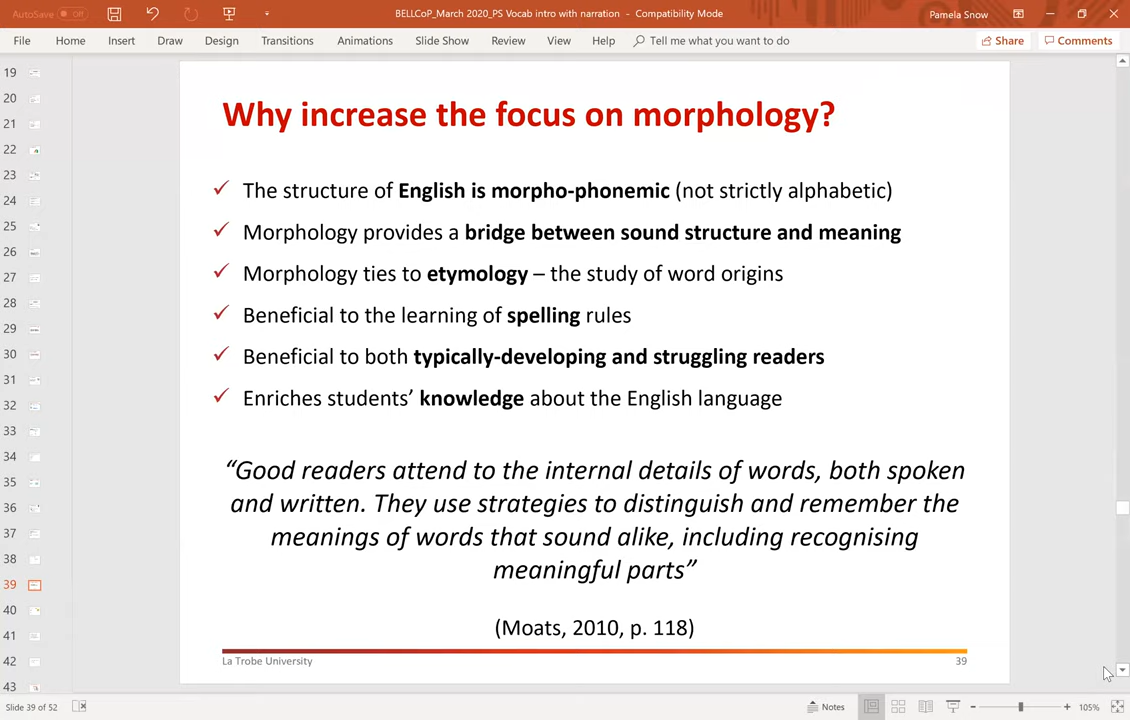 AutoSave Off
BELLCoP_March 2020_PS Vocab intro with narration - Compatibility Mode
Pamela Snow
File Home Insert Draw Design Transitions Animations Slide Show Review View Help Tell me what you want to do Share Comments
19
20
21
22
23
24
25
26
27
28
29
30
31
32
33
34
35
36
37
38
39
40
41
42
43
Why increase the focus on morphology?
The structure of English is morpho-phonemic (not strictly alphabetic)
Morphology provides a bridge between sound structure and meaning
Morphology ties to etymology – the study of word origins
Beneficial to the learning of spelling rules
Beneficial to both typically-developing and struggling readers
Enriches students’ knowledge about the English language
“Good readers attend to the internal details of words, both spoken
and written. They use strategies to distinguish and remember the
meanings of words that sound alike, including recognising
meaningful parts”
(Moats, 2010, p. 118)
La Trobe University 39
Slide 39 of 52 Notes 105%